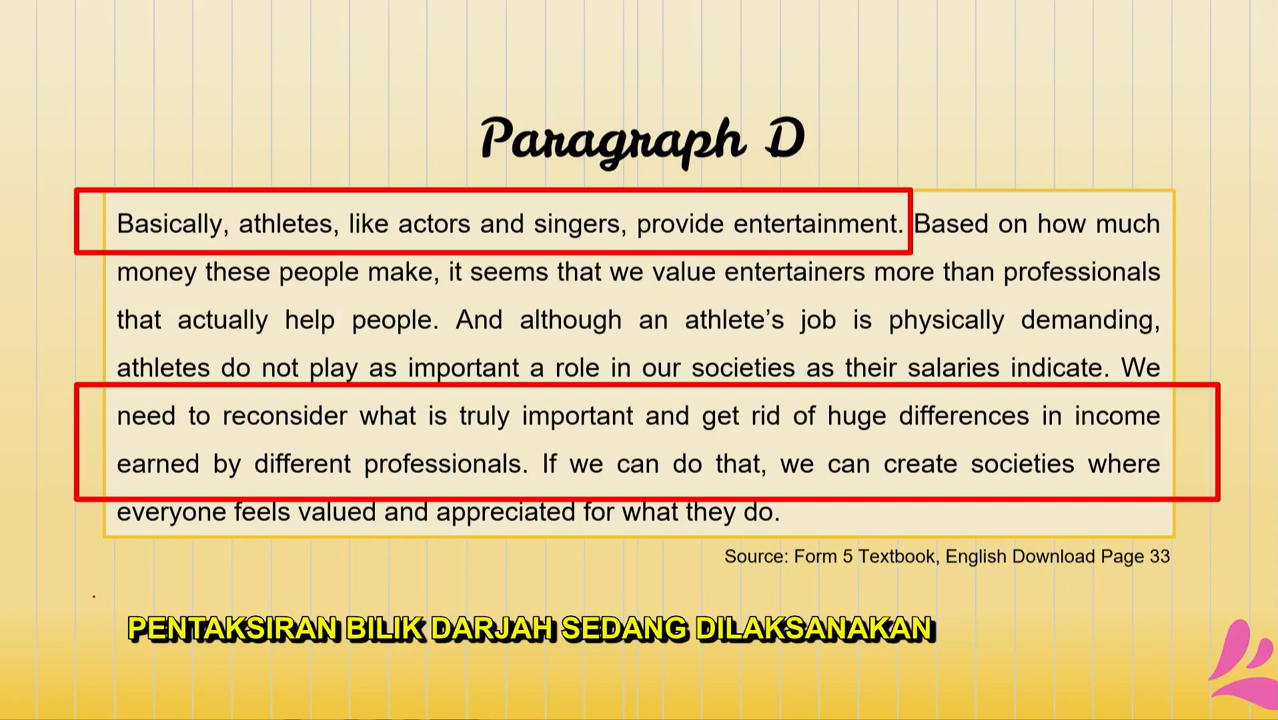 Paragraph D
Basically, athletes, like actors and singers, provide entertainment. Based on how much
money these people make, it seems that we value entertainers more than professionals
that actually help people. And although an athlete's job is physically demanding,
athletes do not play as important a role in our societies as their salaries indicate. We
need to reconsider what is truly important and get rid of huge differences in income
earned by different professionals. If we can do that, we can create societies where
everyone feels valued and appreciated for what they do.
Source: Form 5 Textbook, English Download Page 33
PENTAKSIRAN BILIK DARJAH SEDANG DILAKSANAKAN